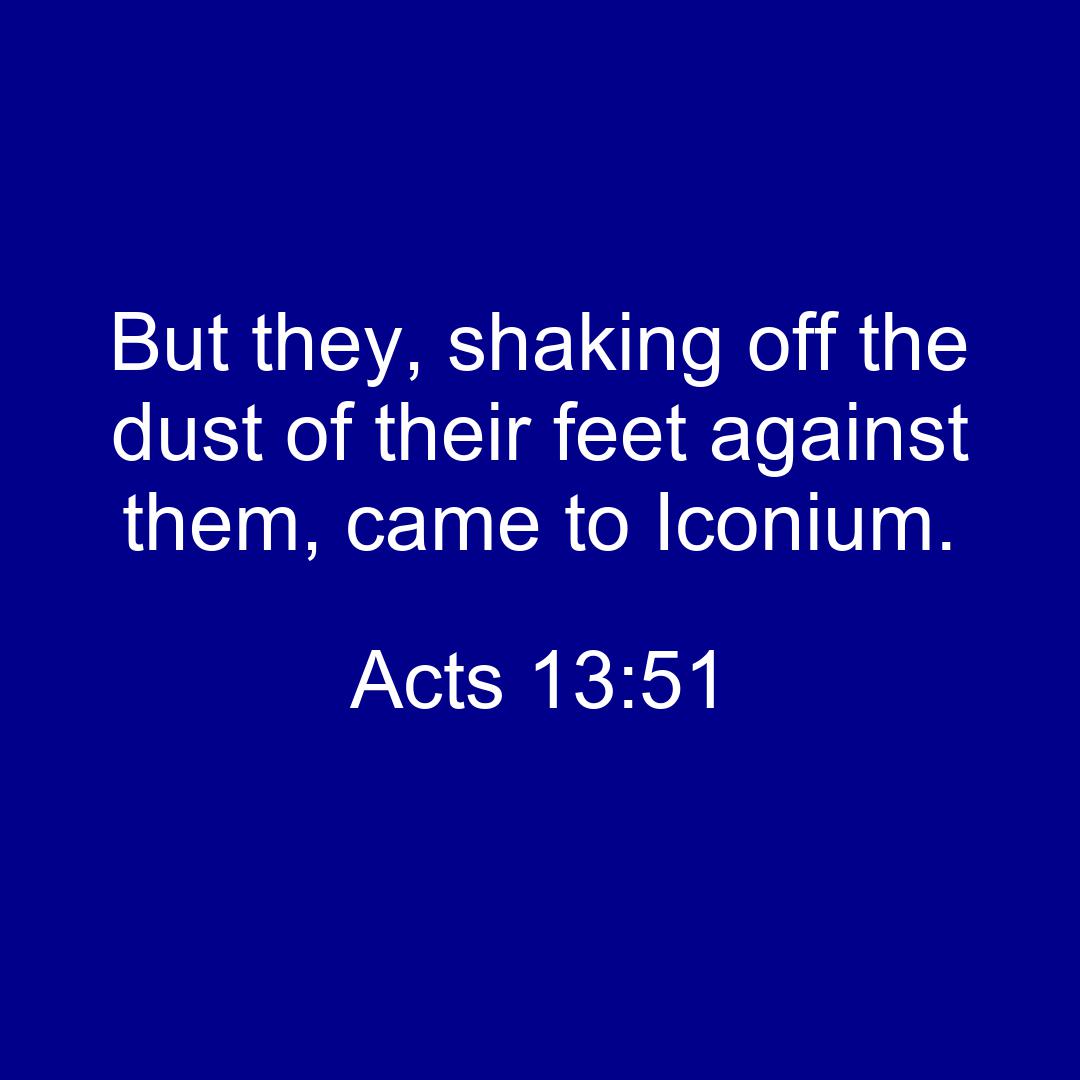 But they, shaking off the
dust of their feet against
them, came to Iconium.
Acts 13:51